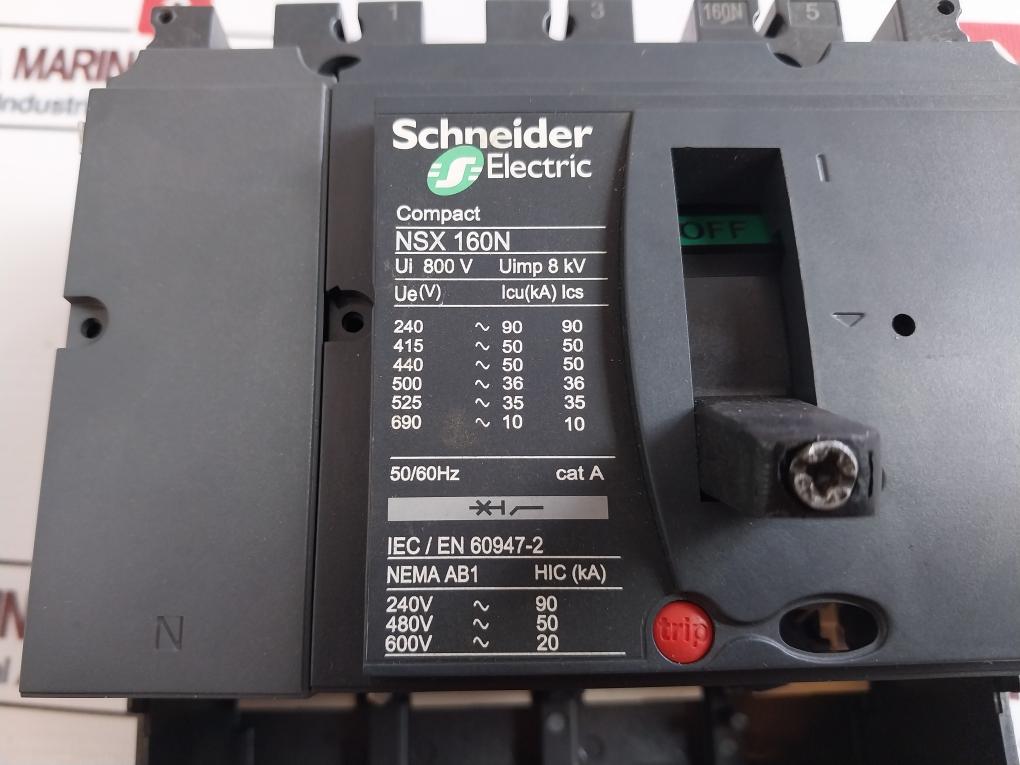 1 3 160N 5
MARIN
Industr
Schneider
Electric
Compact
NSX 160N
Ui 800 V Uimp 8 kV
Ue(V) Icu(kA) Ics
240 ~ 90 90
415 ~ 50 50
440 ~ 50 50
500 ~ 36 36
525 ~ 35 35
690 ~ 10 10
50/60Hz cat A
IEC / EN 60947-2
NEMA AB1 HIC (kA)
240V ~ 90
480V ~ 50
600V ~ 20
I
OFF
trip
N